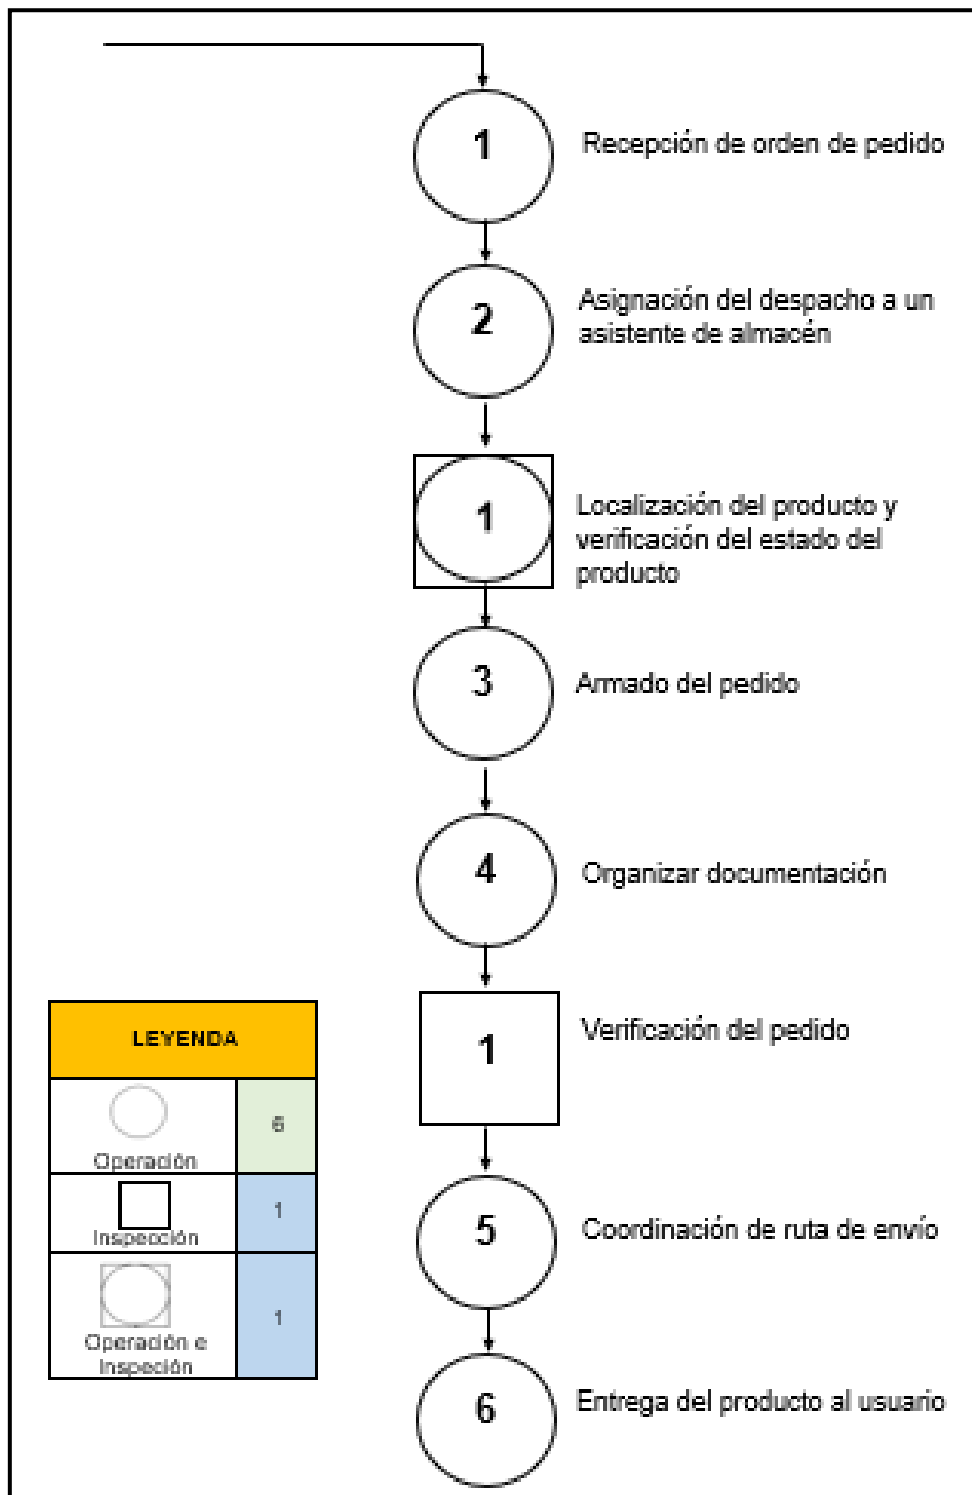 1
Recepción de orden de pedido
2
Asignación del despacho a un
asistente de almacén
1
Localización del producto y
verificación del estado del
producto
3
Armado del pedido
4
Organizar documentación
1
Verificación del pedido
5
Coordinación de ruta de envío
6
Entrega del producto al usuario
LEYENDA
Operación
6
Inspección
1
Operación e
Inspeción
1